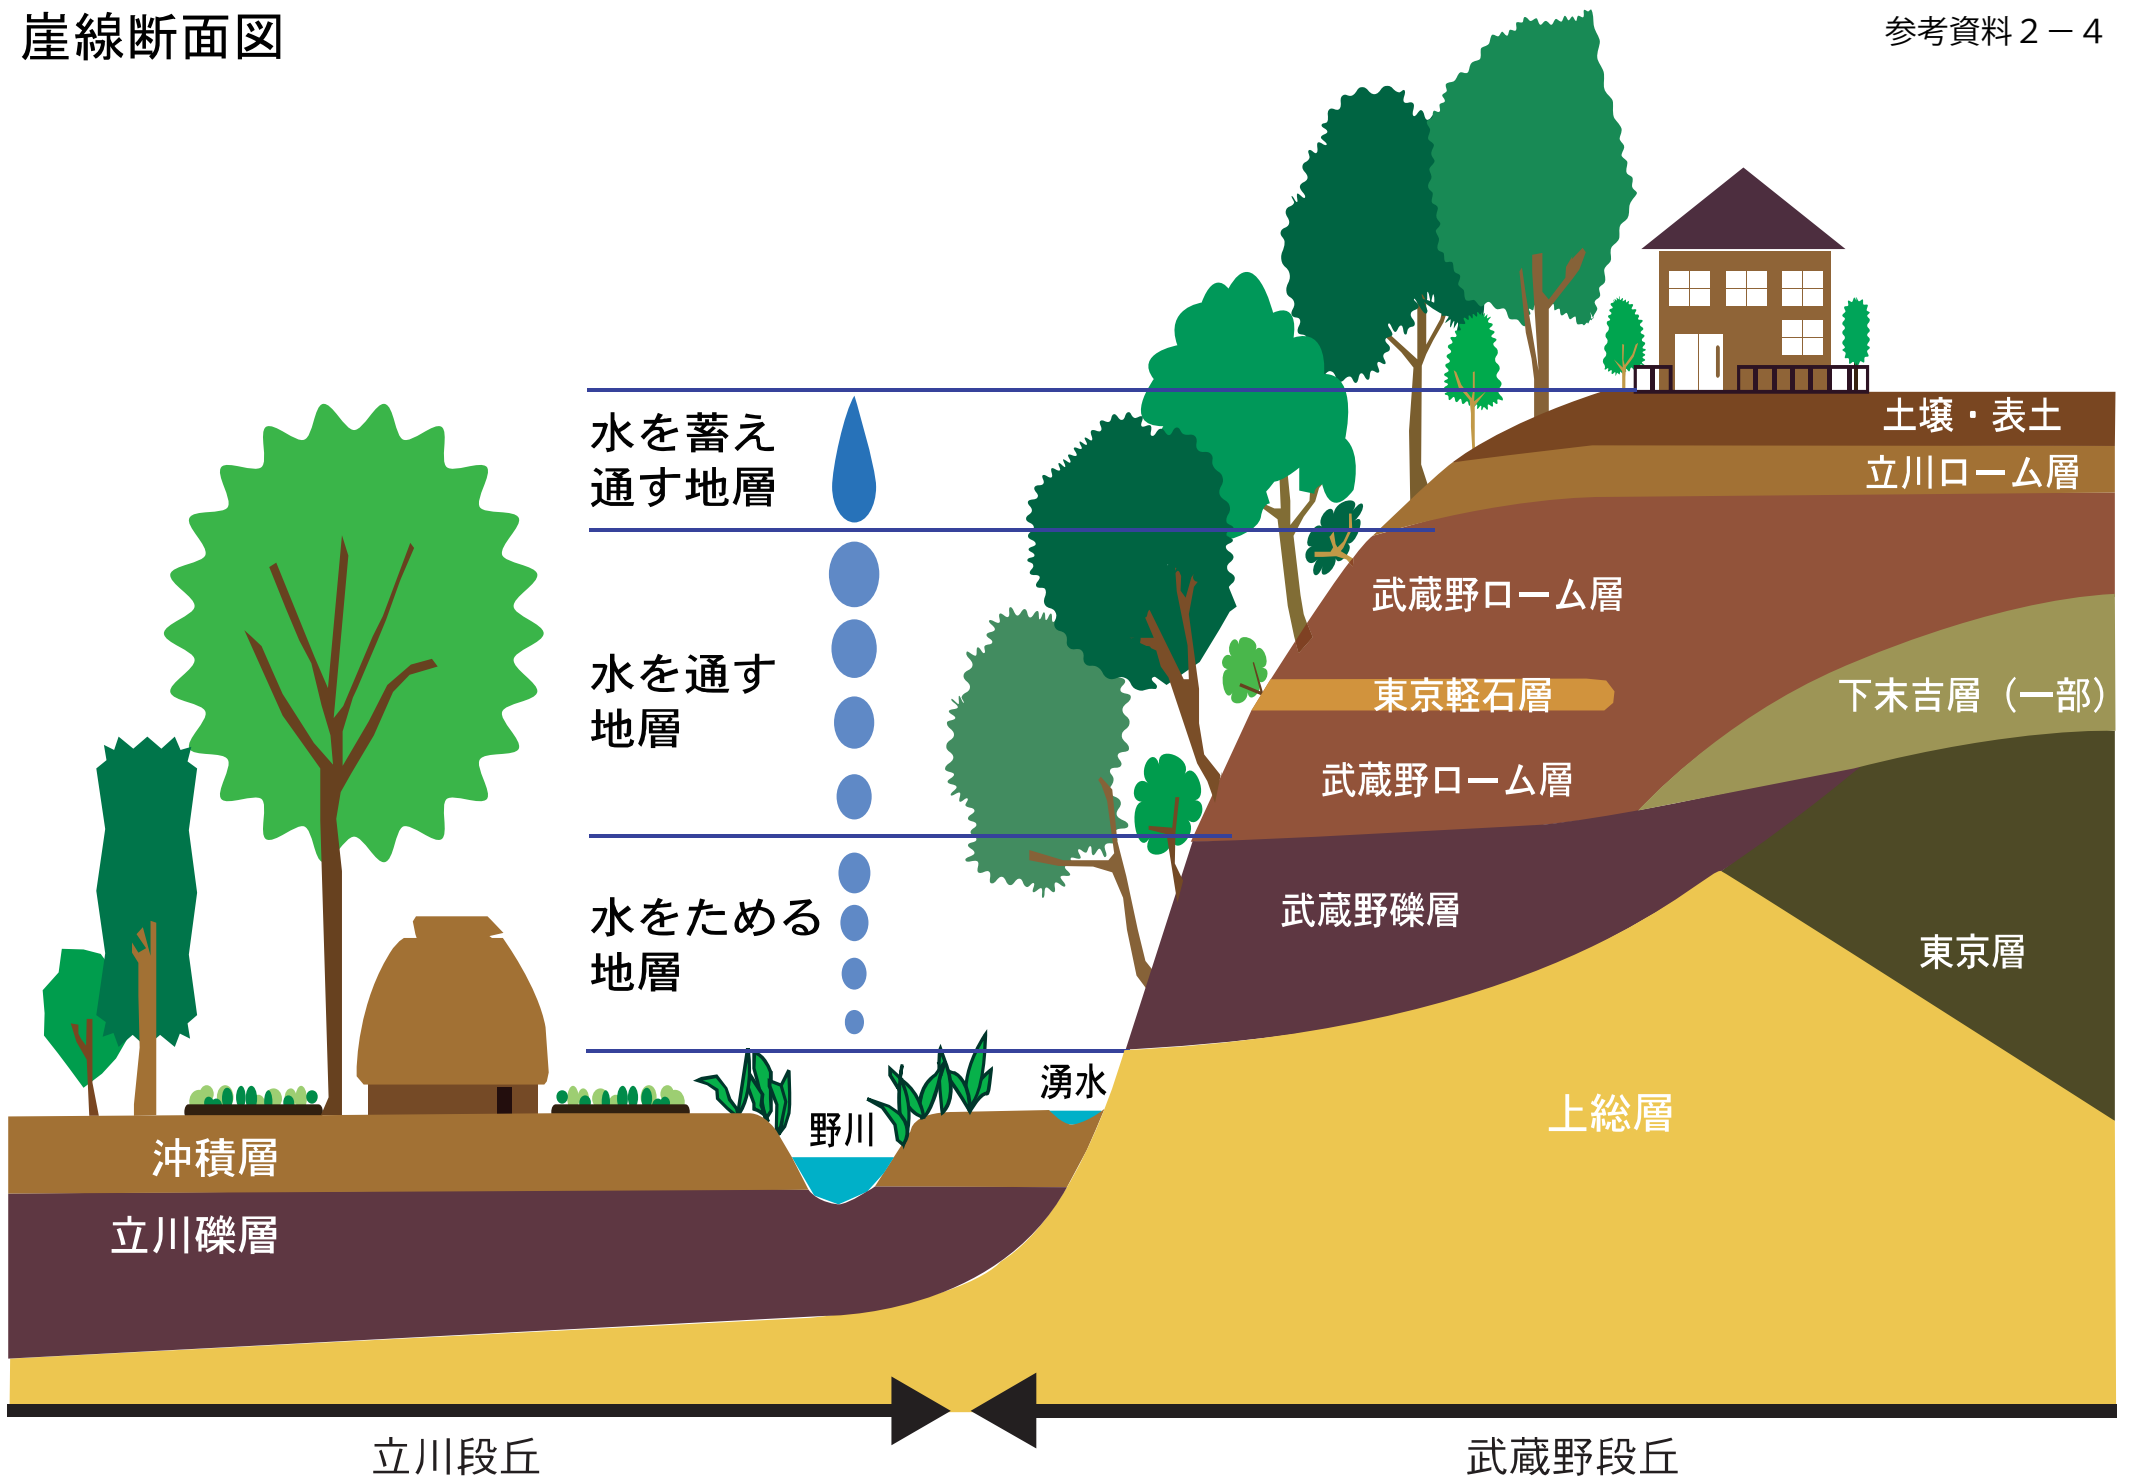 崖線断面図
参考資料２－４
水を蓄え
通す地層
水を通す
地層
水をためる
地層
土壌・表土
立川ローム層
武蔵野ローム層
東京軽石層
下末吉層（一部）
武蔵野ローム層
武蔵野礫層
東京層
湧水
野川
上総層
沖積層
立川礫層
立川段丘
武蔵野段丘